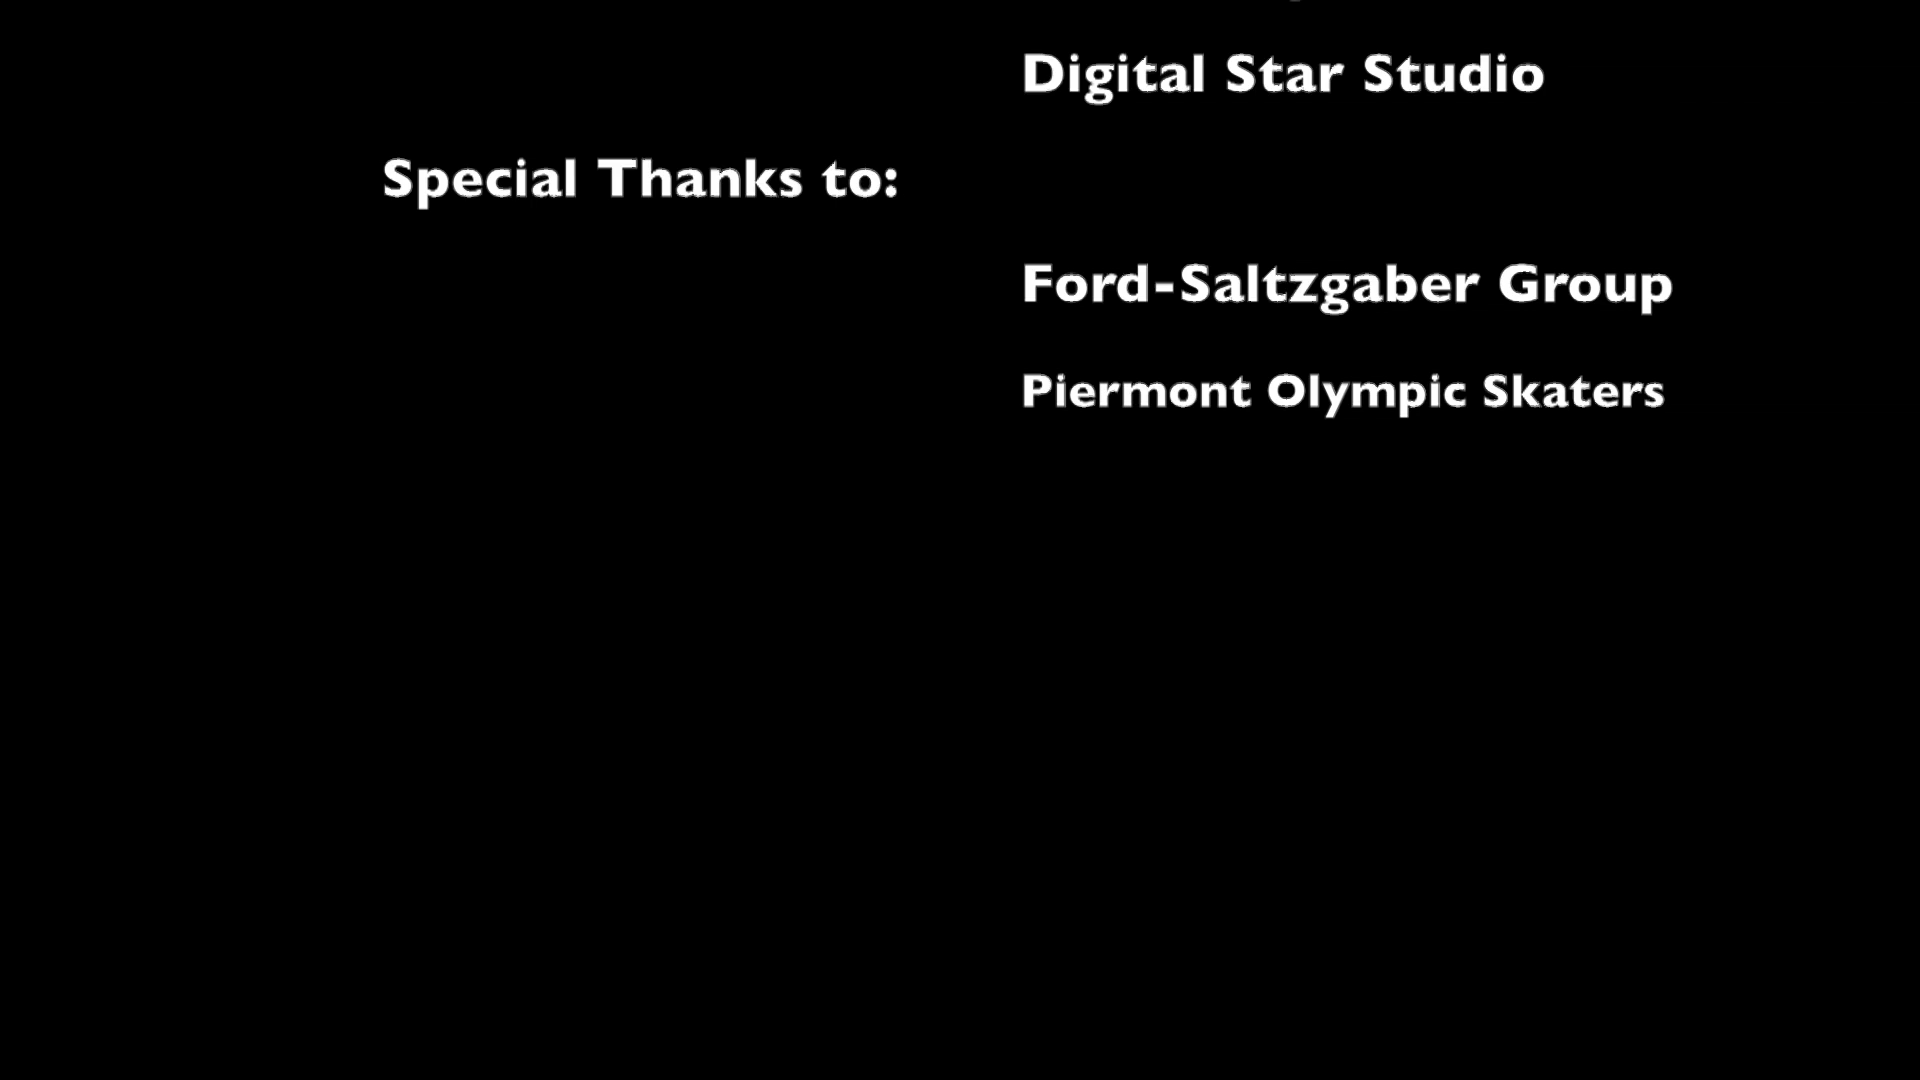 Digital Star Studio
Special Thanks to:
Ford-Saltzgaber Group
Piermont Olympic Skaters